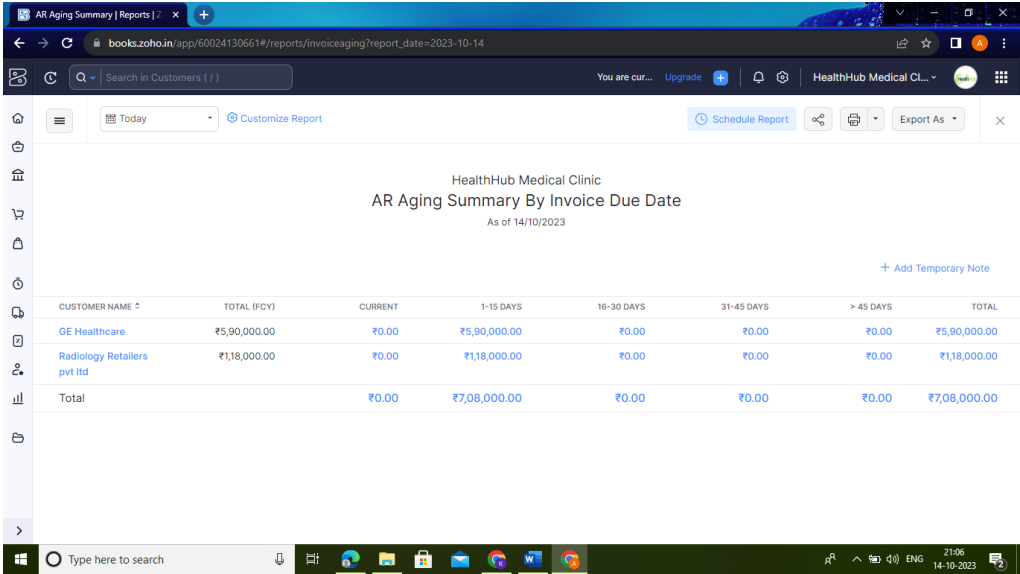 AR Aging Summary | Reports | Z
books.zoho.in/app/60024130661#/reports/invoiceaging?report_date=2023-10-14
A
Search in Customers ( / )
You are cur... Upgrade HealthHub Medical Cl...
Today Customize Report Schedule Report Export As
HealthHub Medical Clinic
AR Aging Summary By Invoice Due Date
As of 14/10/2023
+ Add Temporary Note
CUSTOMER NAME TOTAL (FCY) CURRENT 1-15 DAYS 16-30 DAYS 31-45 DAYS > 45 DAYS TOTAL
GE Healthcare ₹5,90,000.00 ₹0.00 ₹5,90,000.00 ₹0.00 ₹0.00 ₹0.00 ₹5,90,000.00
Radiology Retailers ₹1,18,000.00 ₹0.00 ₹1,18,000.00 ₹0.00 ₹0.00 ₹0.00 ₹1,18,000.00
pvt ltd
Total ₹0.00 ₹7,08,000.00 ₹0.00 ₹0.00 ₹0.00 ₹7,08,000.00
Type here to search
ENG
21:06
14-10-2023
2